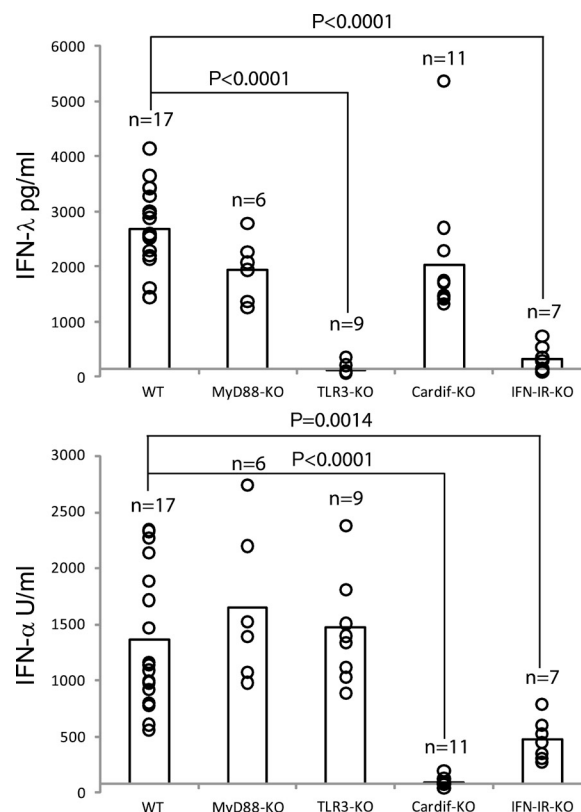 P<0.0001
6000
n=11
P<0.0001
5000
n=17
4000
n=6
3000
2000
n=9
n=7
1000
0
IFN-λ pg/ml
WT MyD88-KO TLR3-KO Cardif-KO IFN-IR-KO
P=0.0014
3000
n=6
P<0.0001
n=9
2500
n=17
2000
1500
n=7
1000
500
n=11
0
IFN-α U/ml
WT MyD88-KO TLR3-KO Cardif-KO IFN-IR-KO